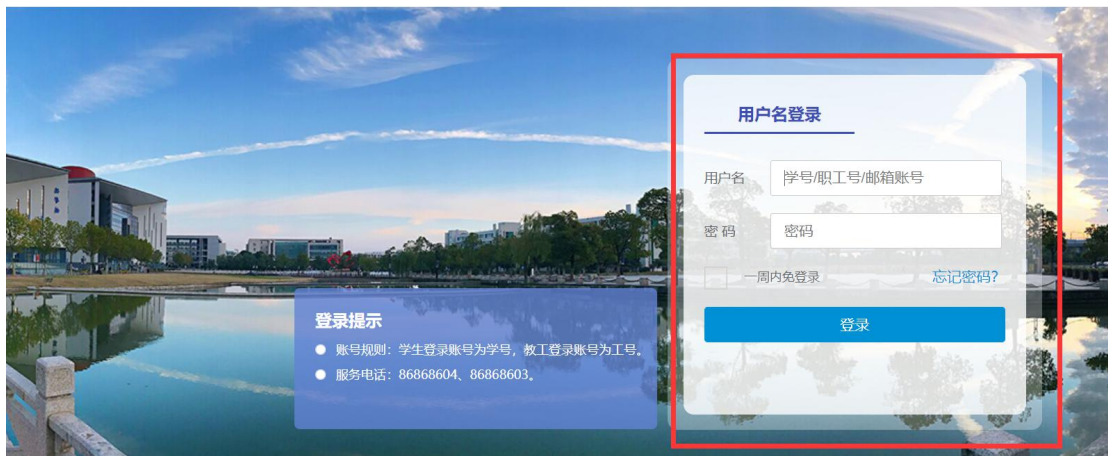 用户名登录
用户名
学号/职工号/邮箱账号
密 码
密码
一周内免登录
忘记密码?
登录
登录提示
账号规则：学生登录账号为学号，教工登录账号为工号。
服务电话：86868604、86868603。